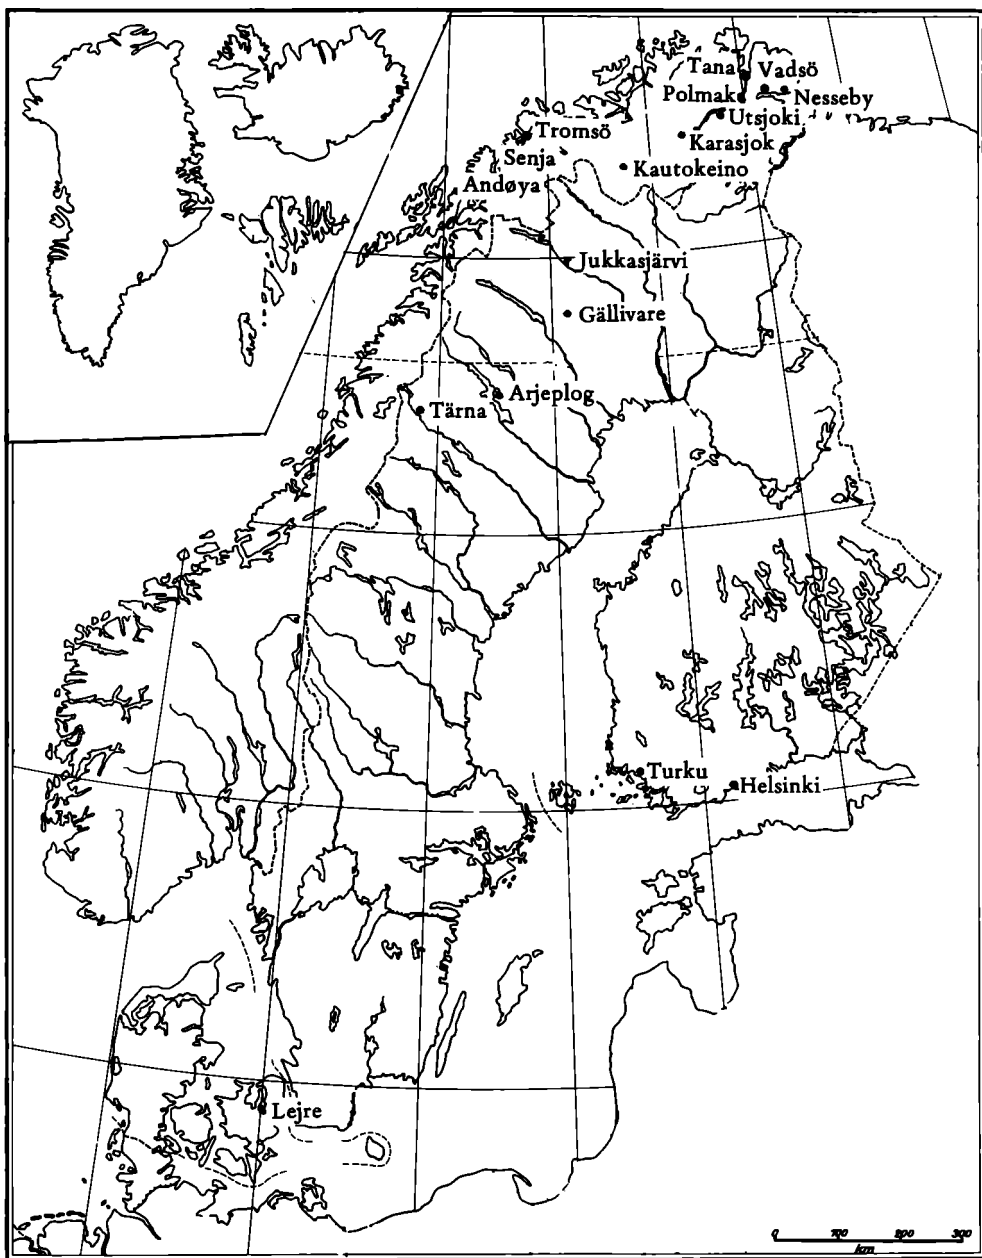 Tana
Vadsö
Polmak
Nesseby
Utsjoki
Tromsö
Karasjok
Senja
Kautokeino
Andøya
Jukkasjärvi
Gällivare
Arjeplog
Tärna
Turku
Helsinki
Lejre
0 100 200 300
km